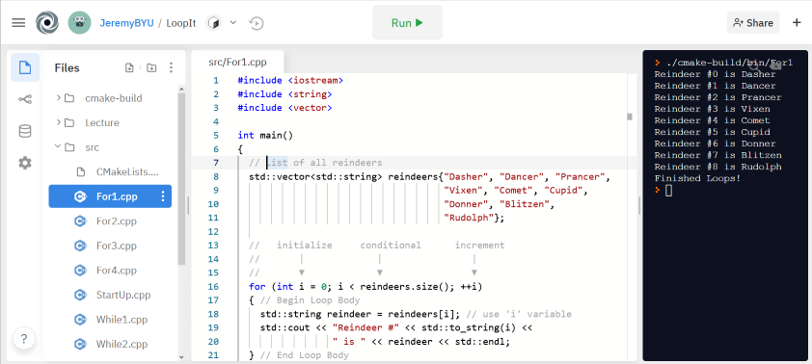 JeremyBYU / LoopIt
Run
Share
Files
cmake-build
Lecture
src
CMakeLists....
For1.cpp
For2.cpp
For3.cpp
For4.cpp
StartUp.cpp
While1.cpp
While2.cpp
?
src/For1.cpp
1 #include <iostream>
2 #include <string>
3 #include <vector>
4
5 int main()
6 {
7 // List of all reindeers
8 std::vector<std::string> reindeers{"Dasher", "Dancer", "Prancer",
9 "Vixen", "Comet", "Cupid",
10 "Donner", "Blitzen",
11 "Rudolph"};
12
13 // initialize conditional increment
14 // | | |
15 // ▼ ▼ ▼
16 for (int i = 0; i < reindeers.size(); ++i)
17 { // Begin Loop Body
18 std::string reindeer = reindeers[i]; // use 'i' variable
19 std::cout << "Reindeer #" << std::to_string(i) <<
20 " is " << reindeer << std::endl;
21 } // End Loop Body
./cmake-build/bin/For1
Reindeer #0 is Dasher
Reindeer #1 is Dancer
Reindeer #2 is Prancer
Reindeer #3 is Vixen
Reindeer #4 is Comet
Reindeer #5 is Cupid
Reindeer #6 is Donner
Reindeer #7 is Blitzen
Reindeer #8 is Rudolph
Finished Loops!